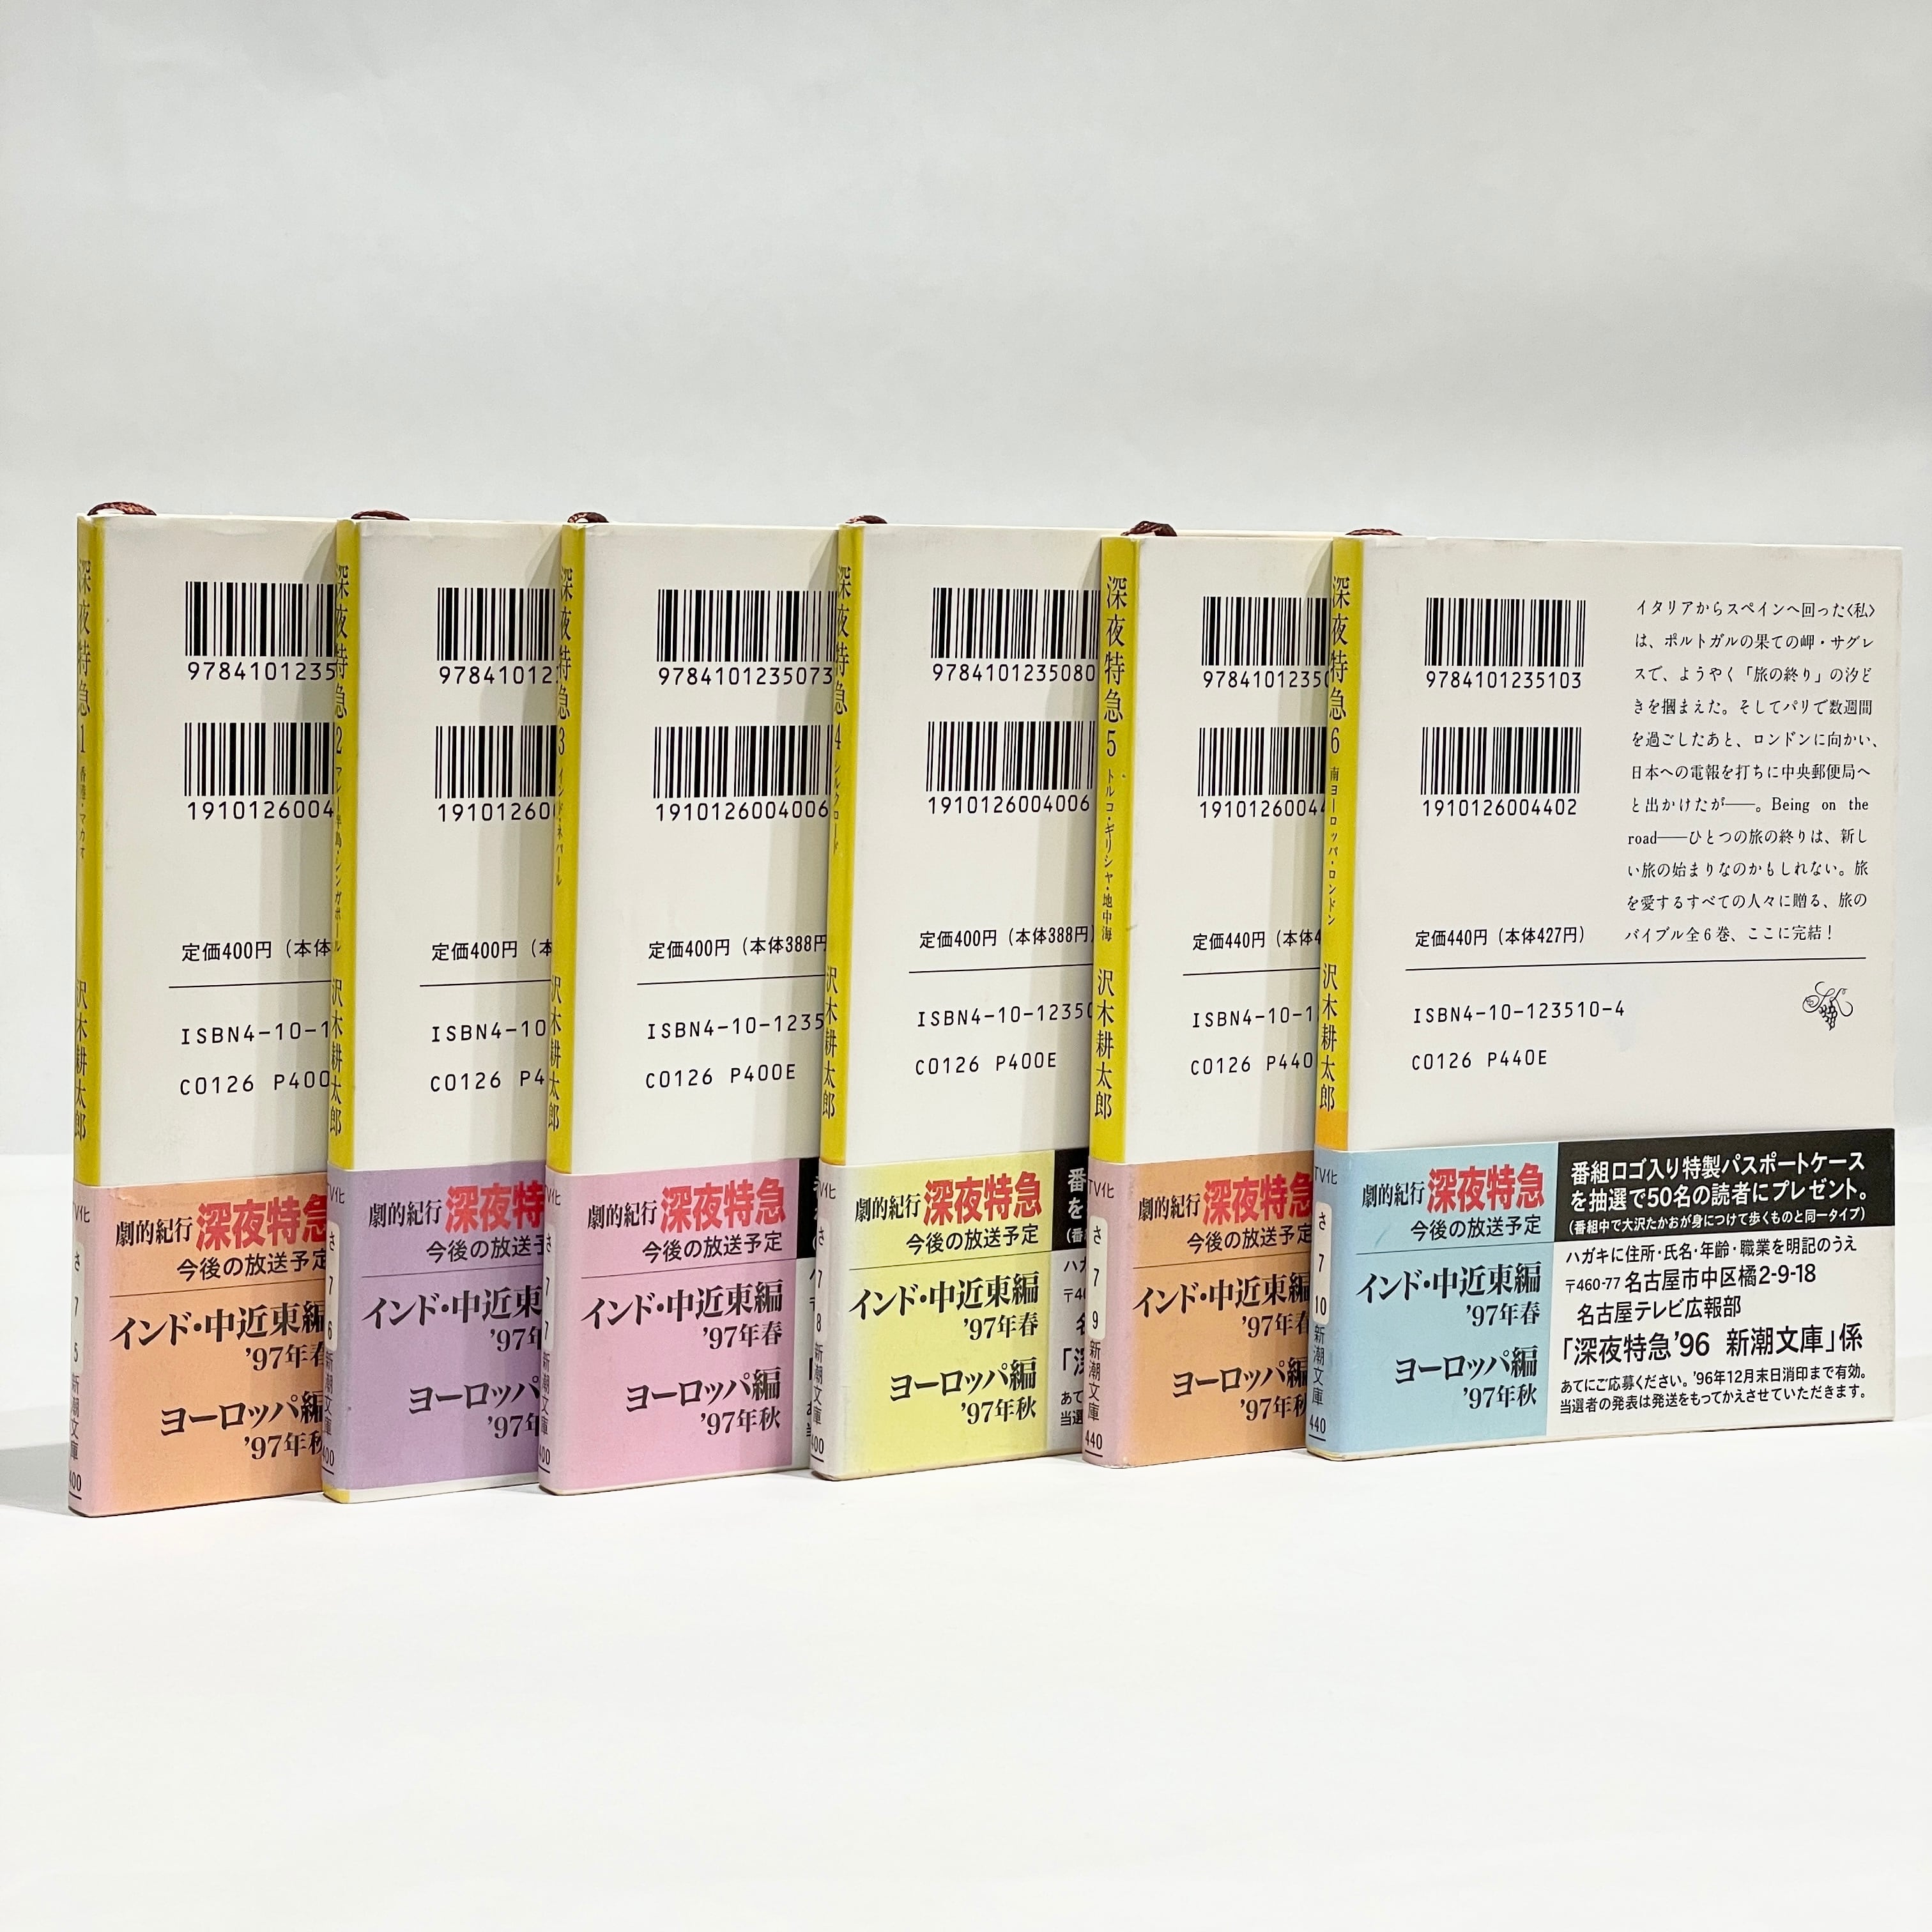 深夜特急 1 香港・マカオ 沢木耕太郎
TV化
さ 7 5 新潮文庫 400
9784101235
1910126004
定価400円（本体
ISBN4-10-1
C0126 P400
劇的紀行 深夜特急
今後の放送予定
インド・中近東編
'97年春
ヨーロッパ編
'97年秋
深夜特急 2 マレー半島・シンガポール 沢木耕太郎
TV化
さ 7 6 新潮文庫 400
97841012
1910126
定価400円（本
ISBN4-10
C0126 P4
劇的紀行 深夜特
今後の放送予
インド・中近東
'97年
ヨーロッパ
'97年
深夜特急 3 インド・ネパール 沢木耕太郎
TV化
さ 7 7 新潮文庫 400
9784101235073
1910126004006
定価400円（本体388円
ISBN4-10-1235
C0126 P400E
劇的紀行 深夜特急
今後の放送予定
インド・中近東編
'97年春
ヨーロッパ編
'97年秋
深夜特急 4 シルクロード 沢木耕太郎
TV化
さ 7 8 新潮文庫 400
9784101235080
1910126004006
定価400円（本体388円
ISBN4-10-12350
C0126 P400E
劇的紀行 深夜特急
今後の放送予定
インド・中近東編
'97年春
ヨーロッパ編
'97年秋
番
を
(番
ハガ
〒46
名
「深
あて
当選
深夜特急 5 トルコ・ギリシャ・地中海 沢木耕太郎
TV化
さ 7 9 新潮文庫 440
97841012350
19101260044
定価440円（本体4
ISBN4-10-1
C0126 P440
劇的紀行 深夜特急
今後の放送予定
インド・中近東編
'97年春
ヨーロッパ編
'97年秋
深夜特急 6 南ヨーロッパ・ロンドン 沢木耕太郎
TV化
さ 7 10 新潮文庫 440
9784101235103
1910126004402
定価440円（本体427円）
イタリアからスペインへ回った〈私〉
は、ポルトガルの果ての岬・サグレ
スで、ようやく「旅の終り」の汐ど
きを摑まえた。そしてパリで数週間
を過ごしたあと、ロンドンに向かい、
日本への電報を打ちに中央郵便局へ
と出かけたが――。Being on the
road――ひとつの旅の終りは、新し
い旅の始まりなのかもしれない。旅
を愛するすべての人々に贈る、旅の
バイブル全6巻、ここに完結！
ISBN4-10-123510-4
C0126 P440E
劇的紀行 深夜特急
今後の放送予定
インド・中近東編
'97年春
ヨーロッパ編
'97年秋
番組ロゴ入り特製パスポートケース
を抽選で50名の読者にプレゼント。
(番組中で大沢たかおが身につけて歩くものと同一タイプ)
ハガキに住所・氏名・年齢・職業を明記のうえ
〒460-77 名古屋市中区橘2-9-18
名古屋テレビ広報部
「深夜特急'96 新潮文庫」係
あてにご応募ください。'96年12月末日消印まで有効。
当選者の発表は発送をもってかえさせていただきます。